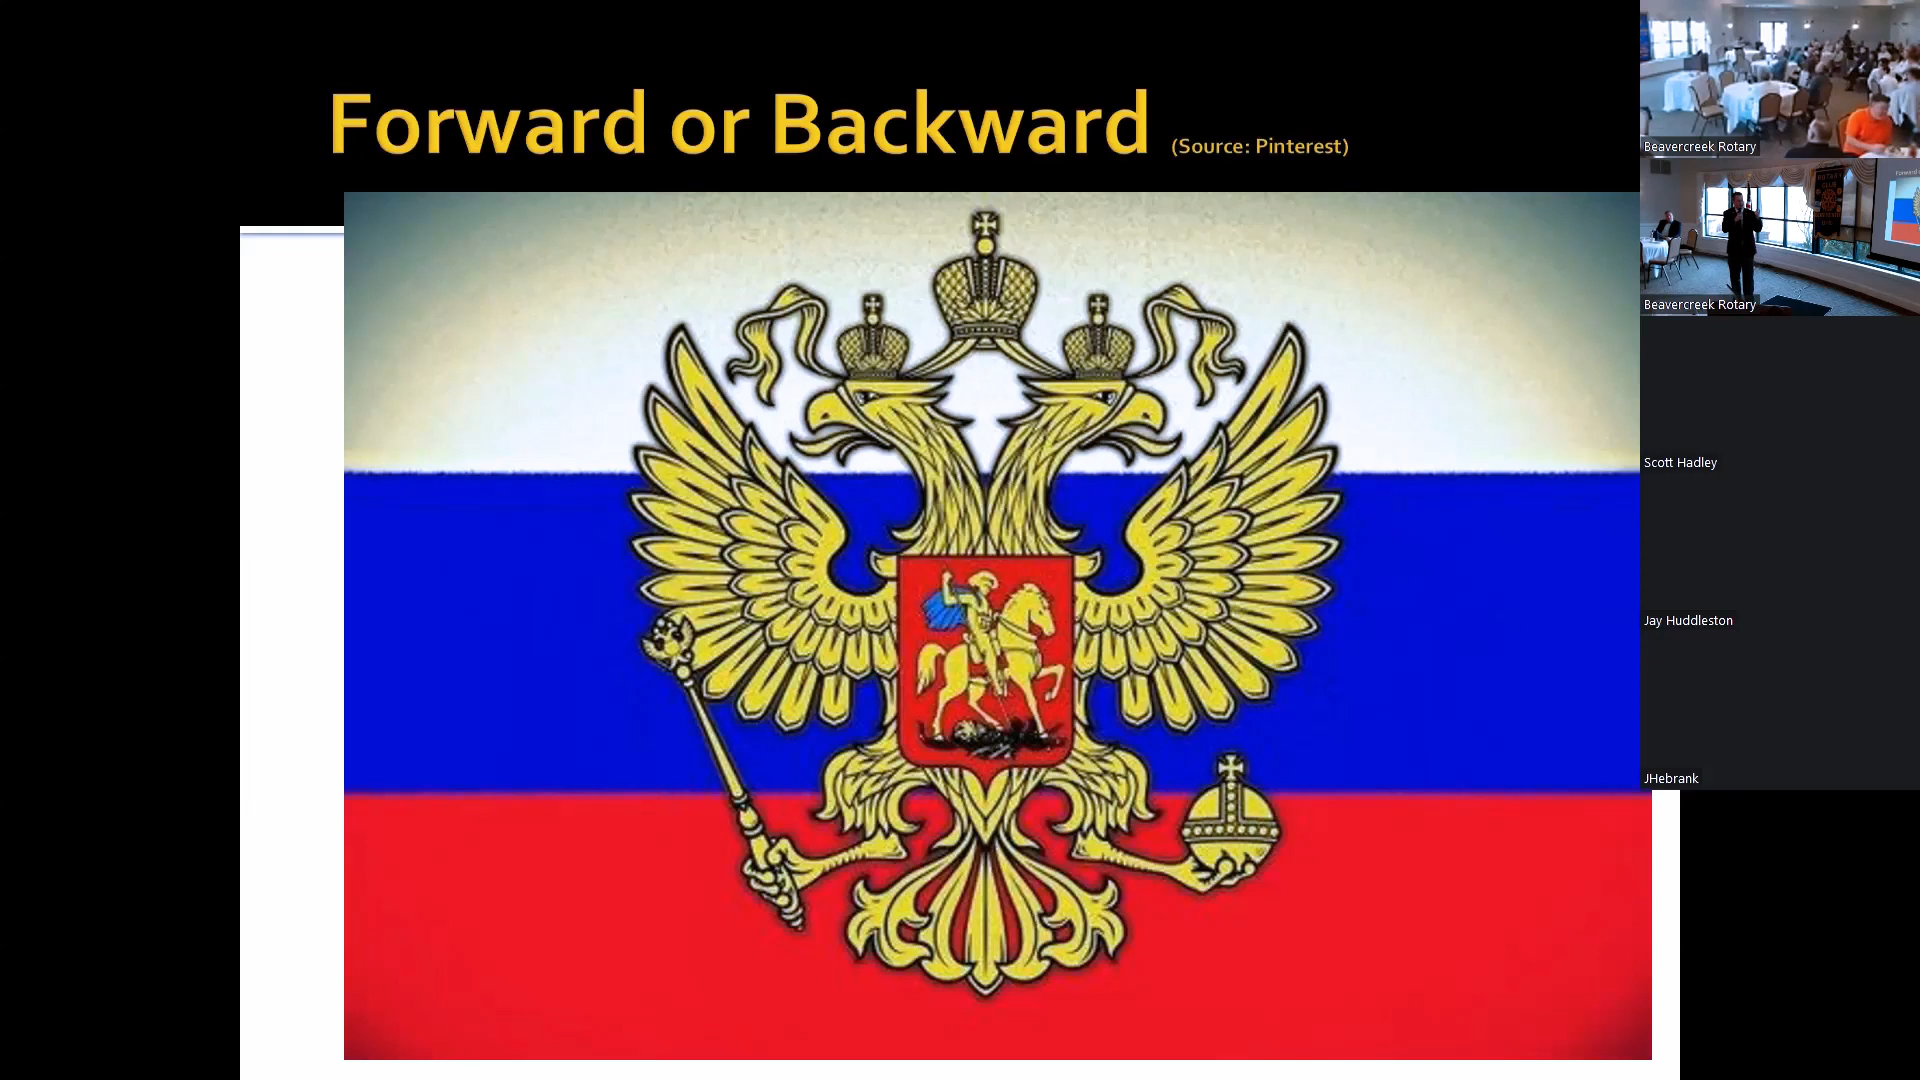 Forward or Backward (Source: Pinterest)
Beavercreek Rotary
Beavercreek Rotary
Scott Hadley
Jay Huddleston
JHebrank